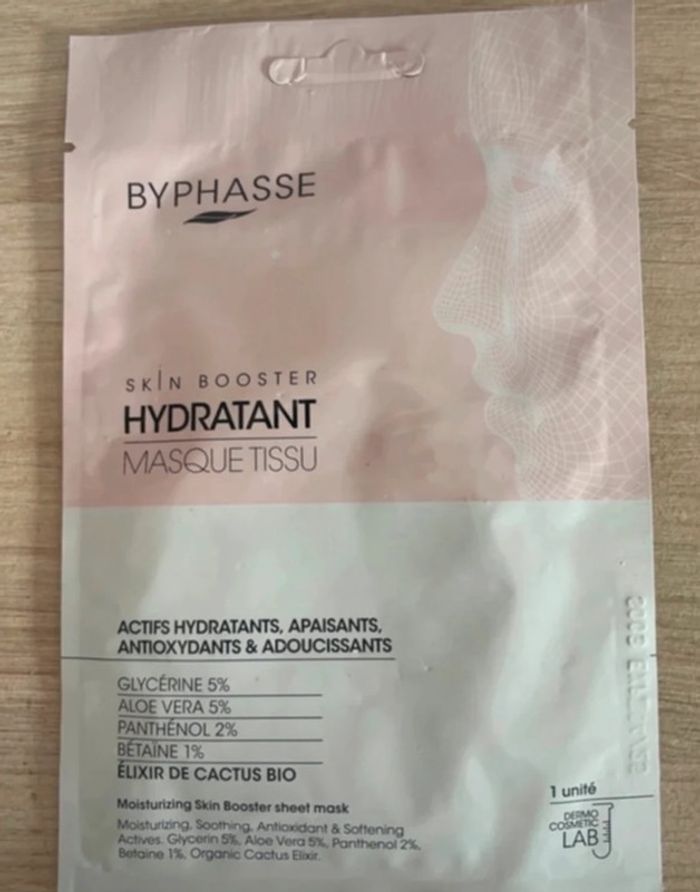 BYPHASSE
SKIN BOOSTER
HYDRATANT
MASQUE TISSU
ACTIFS HYDRATANTS, APAISANTS,
ANTIOXYDANTS & ADOUCISSANTS
GLYCÉRINE 5%
ALOE VERA 5%
PANTHÉNOL 2%
BÉTAÏNE 1%
ÉLIXIR DE CACTUS BIO
Moisturizing Skin Booster sheet mask
Moisturizing, Soothing, Antioxidant & Softening
Actives. Glycerin 5%, Aloe Vera 5%, Panthenol 2%,
Betaine 1%, Organic Cactus Elixir.
1 unité
DERMO
COSMETIC
LAB